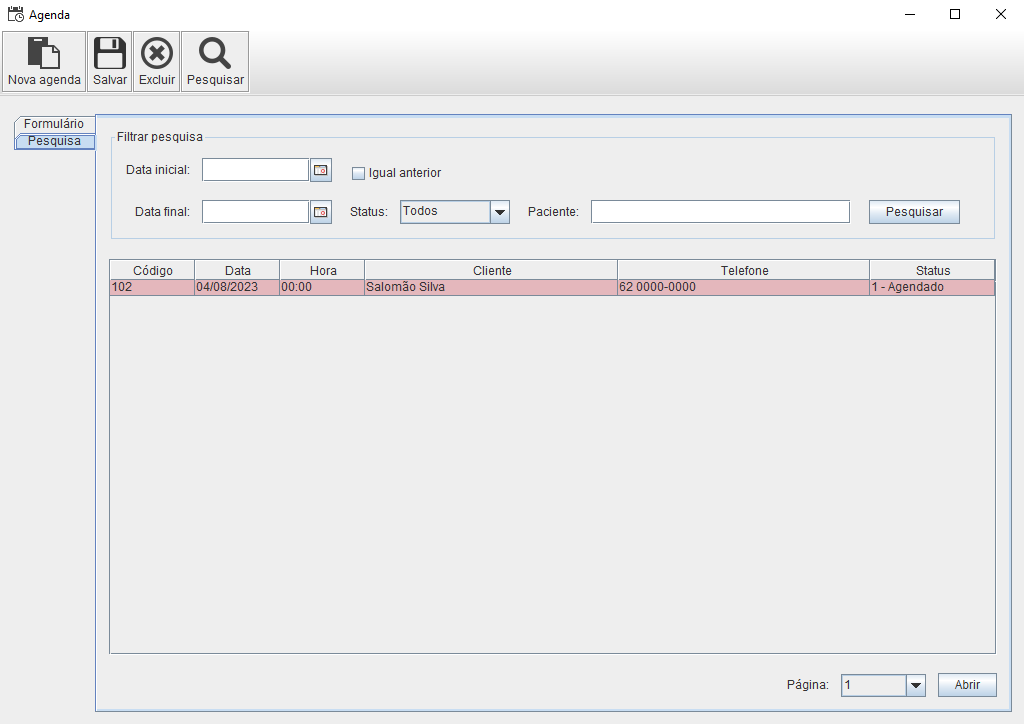 Agenda
Nova agenda Salvar Excluir Pesquisar
Formulário
Pesquisa
Filtrar pesquisa
Data inicial: Igual anterior
Data final: Status: Todos Paciente: Pesquisar
Código Data Hora Cliente Telefone Status
102 04/08/2023 00:00 Salomão Silva 62 0000-0000 1 - Agendado
Página: 1 Abrir